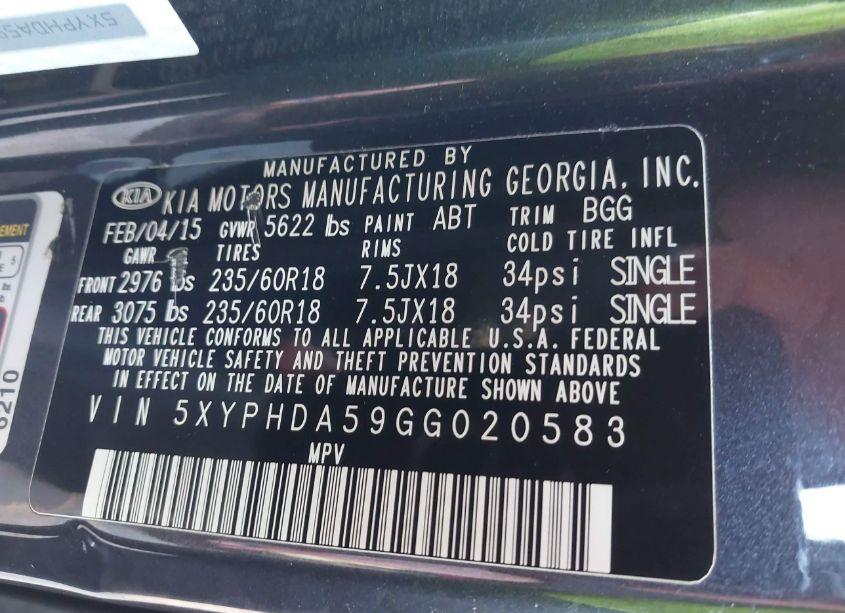 5XYPHDA59
MANUFACTURED BY
KIA KIA MOTORS MANUFACTURING GEORGIA, INC.
FEB/04/15 GVWR 5622 lbs PAINT ABT TRIM BGG
GAWR TIRES RIMS COLD TIRE INFL
FRONT 2976 lbs 235/60R18 7.5JX18 34psi SINGLE
REAR 3075 lbs 235/60R18 7.5JX18 34psi SINGLE
THIS VEHICLE CONFORMS TO ALL APPLICABLE U.S.A. FEDERAL
MOTOR VEHICLE SAFETY AND THEFT PREVENTION STANDARDS
IN EFFECT ON THE DATE OF MANUFACTURE SHOWN ABOVE
VIN 5XYPHDA59GG020583
MPV
6210